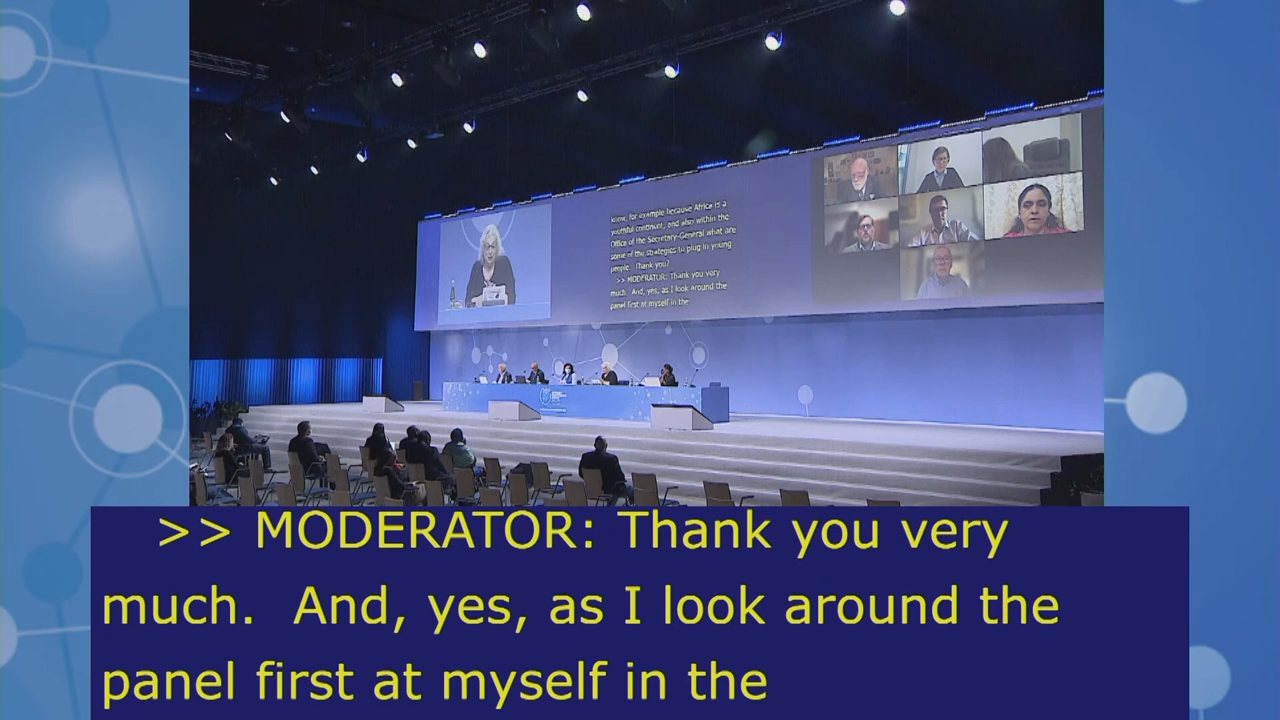 know, for example because Africa is a
youthful continent, and also within the
Office of the Secretary-General what are
some of the strategies to plug in young
people. Thank you?
>> MODERATOR: Thank you very
much. And, yes, as I look around the
panel first at myself in the
>> MODERATOR: Thank you very
much. And, yes, as I look around the
panel first at myself in the